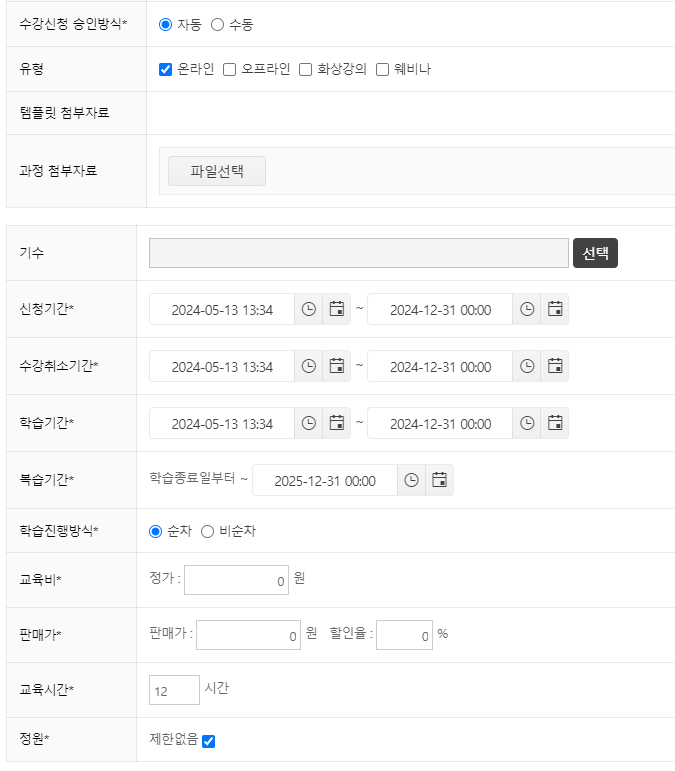 수강신청 승인방식* 자동 수동
유형 온라인 오프라인 화상강의 웨비나
템플릿 첨부자료
과정 첨부자료 파일선택
기수 선택
신청기간* 2024-05-13 13:34 ~ 2024-12-31 00:00
수강취소기간* 2024-05-13 13:34 ~ 2024-12-31 00:00
학습기간* 2024-05-13 13:34 ~ 2024-12-31 00:00
복습기간* 학습종료일부터 ~ 2025-12-31 00:00
학습진행방식* 순차 비순차
교육비* 정가 : 0 원
판매가* 판매가 : 0 원 할인율 : 0 %
교육시간* 12 시간
정원* 제한없음